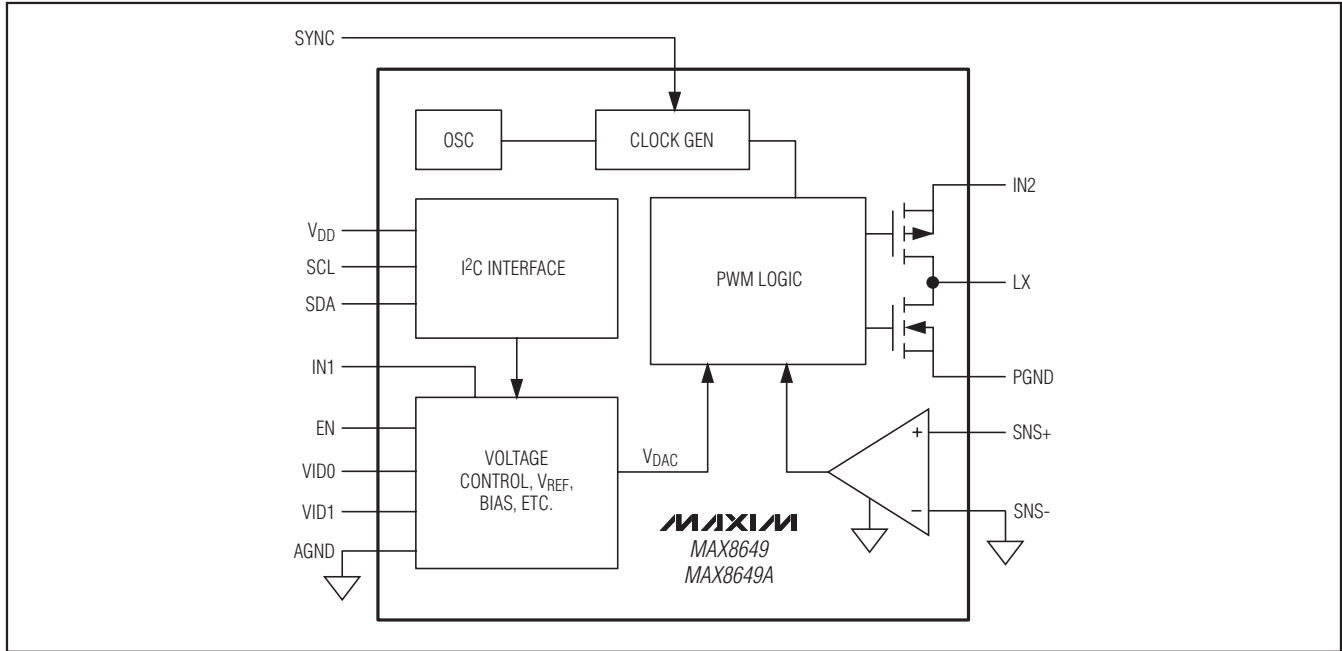 SYNC
OSC
CLOCK GEN
IN2
VDD
SCL
SDA
I2C INTERFACE
PWM LOGIC
LX
IN1
PGND
EN
VID0
VID1
AGND
VOLTAGE
CONTROL, VREF,
BIAS, ETC.
VDAC
+
SNS+
−
SNS-
MAXIM
MAX8649
MAX8649A